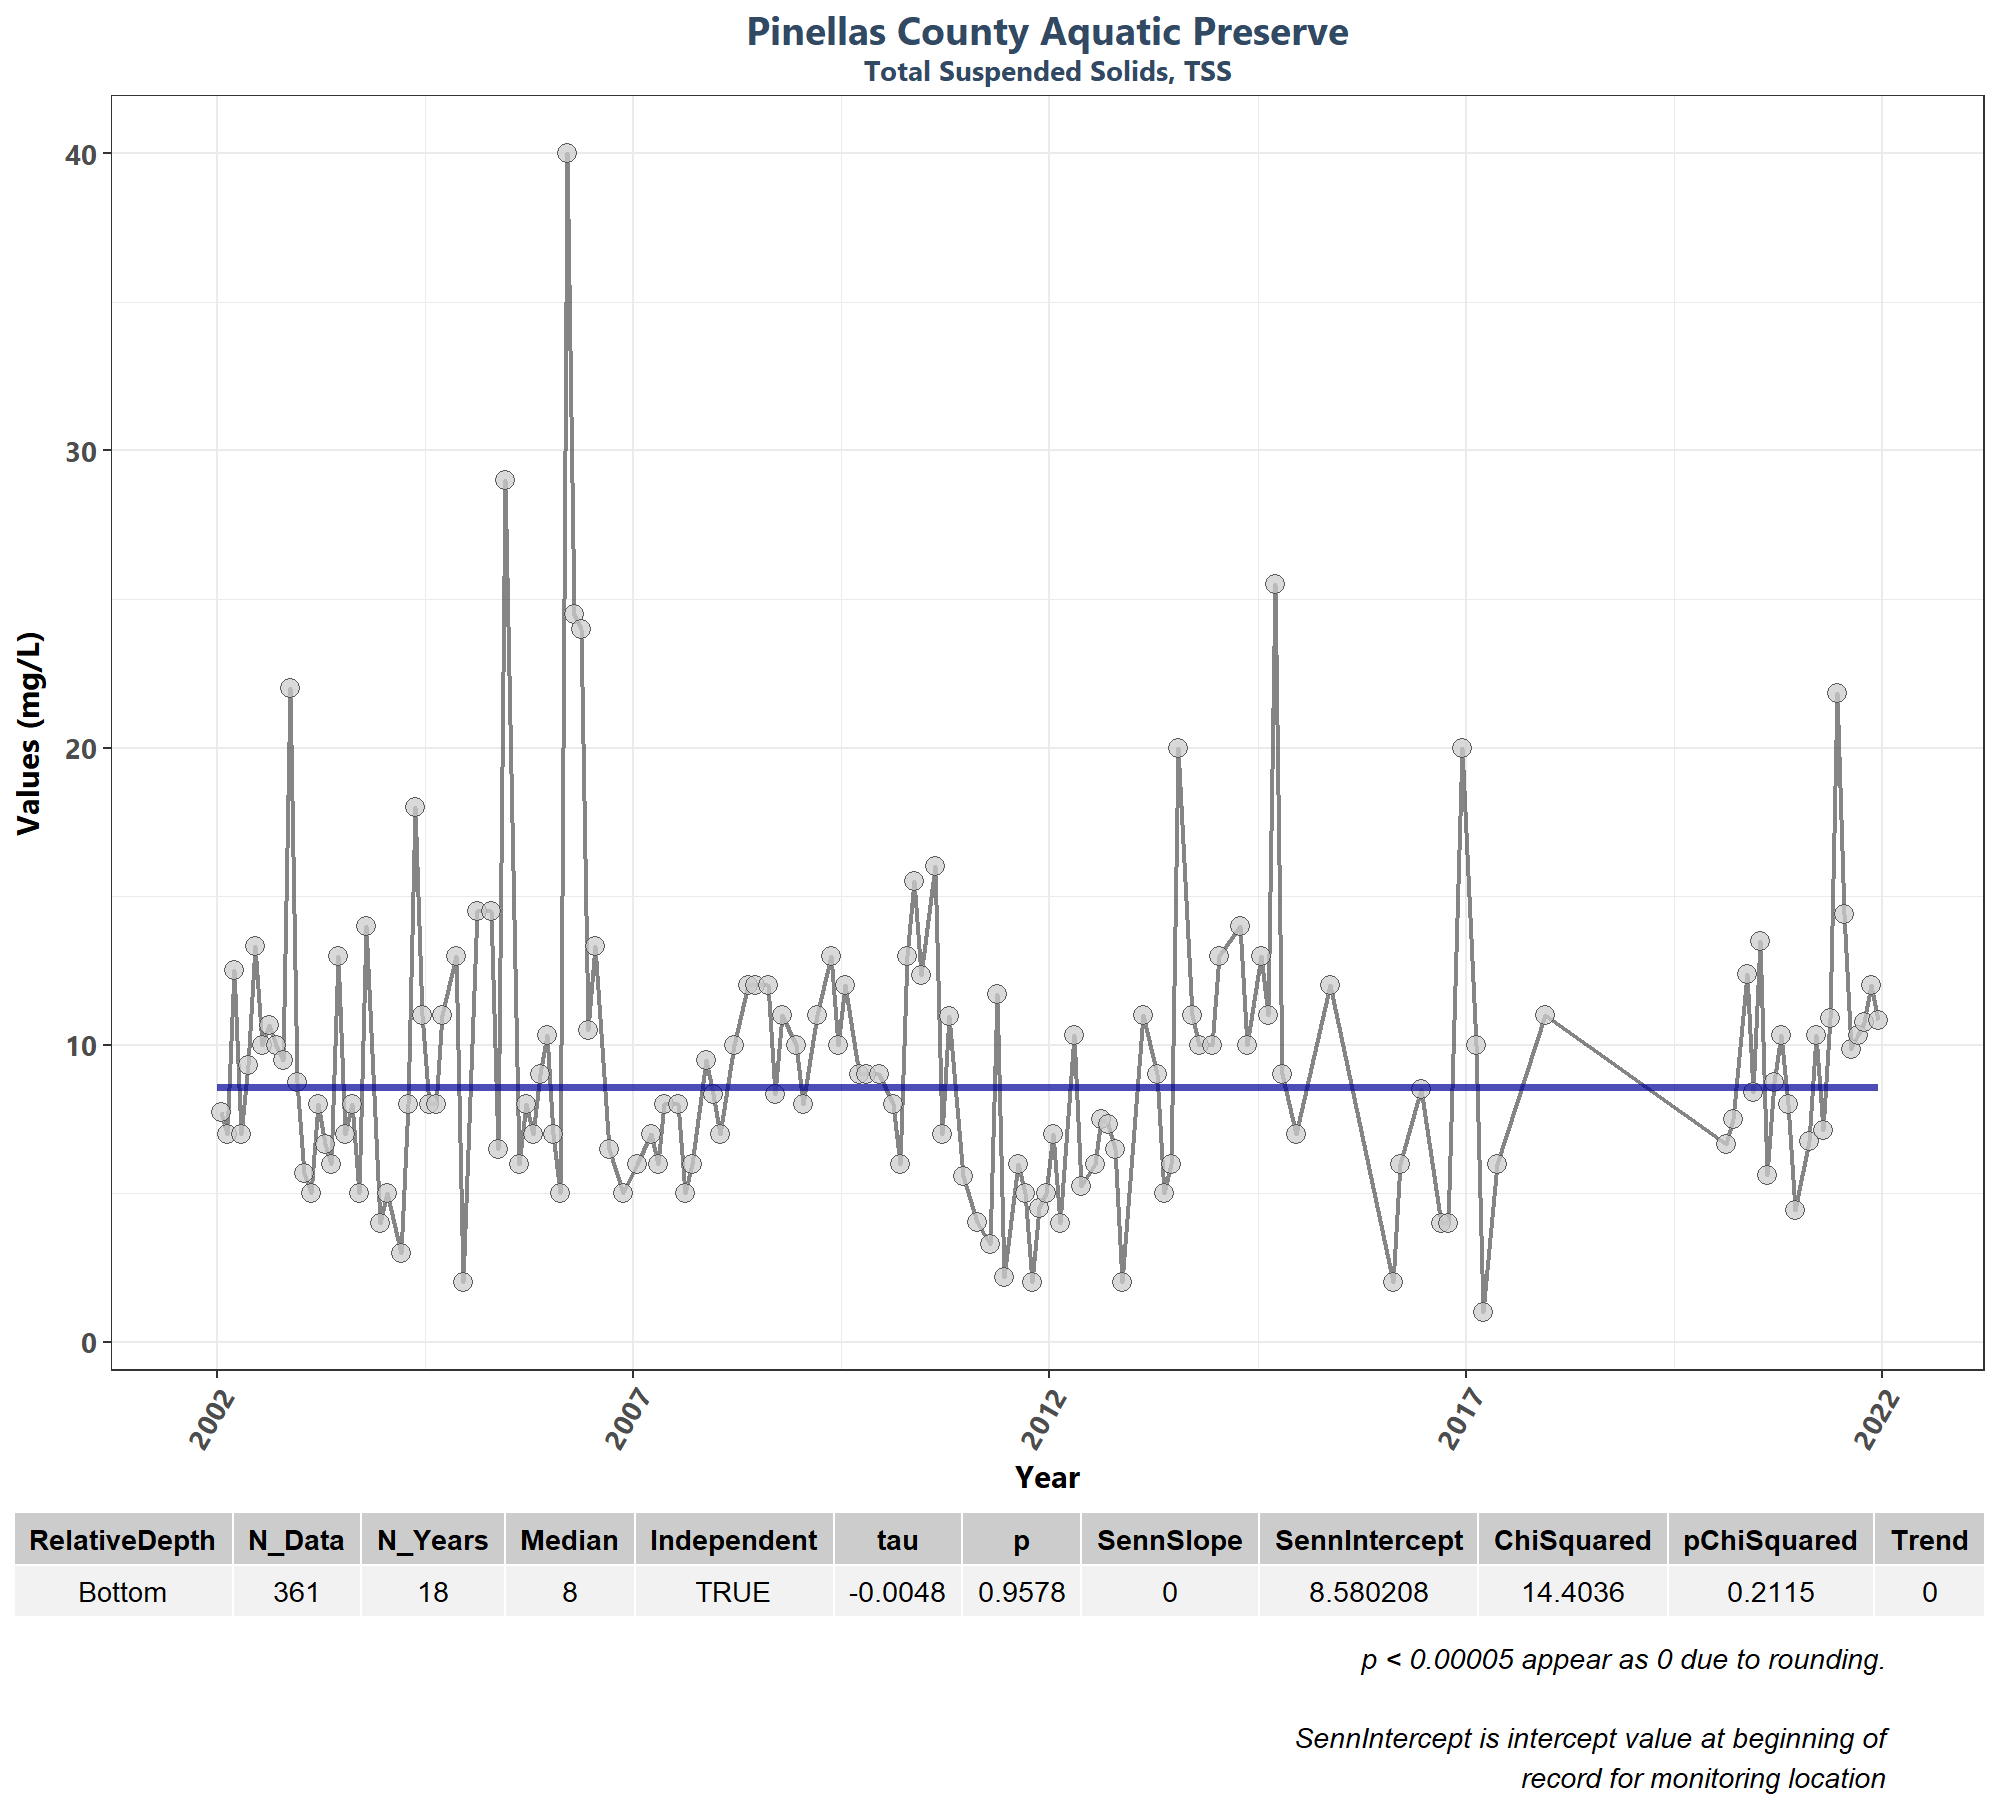 Pinellas County Aquatic Preserve
Total Suspended Solids, TSS
Values (mg/L)
40
30
20
10
0
2002
2007
2012
2017
2022
Year
RelativeDepth N_Data N_Years Median Independent tau p SennSlope SennIntercept ChiSquared pChiSquared Trend
Bottom 361 18 8 TRUE -0.0048 0.9578 0 8.580208 14.4036 0.2115 0
p < 0.00005 appear as 0 due to rounding.
SennIntercept is intercept value at beginning of
record for monitoring location